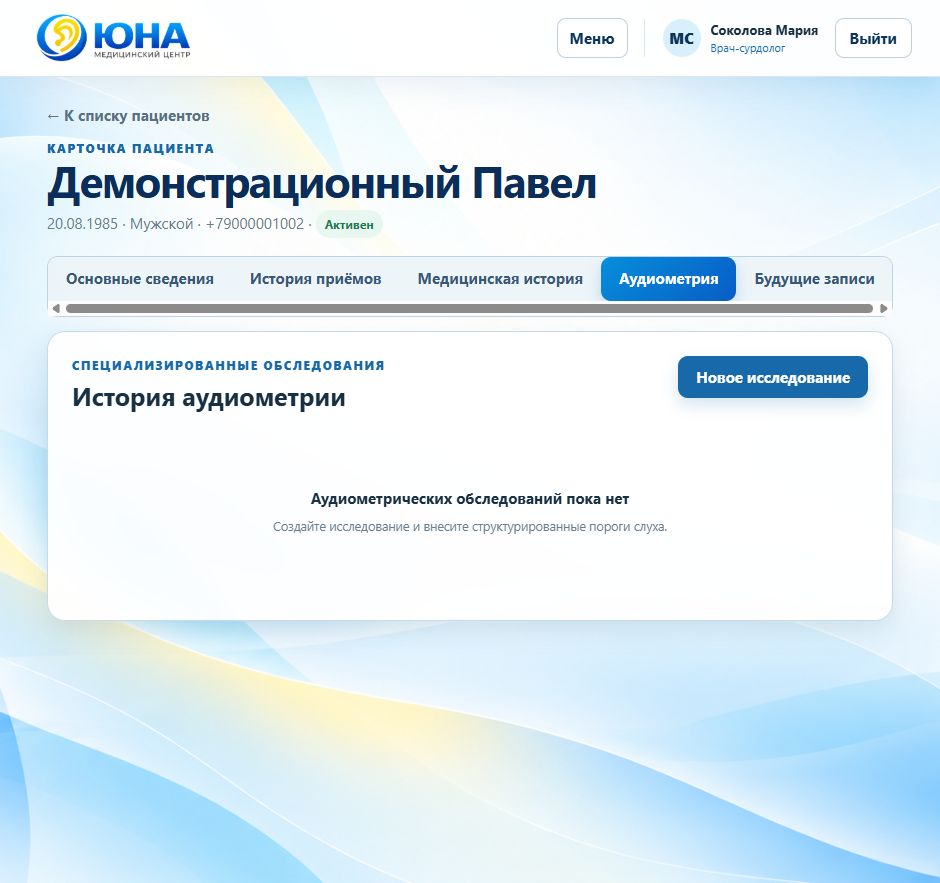 ЮНА
МЕДИЦИНСКИЙ ЦЕНТР
Меню
МС
Соколова Мария
Врач-сурдолог
Выйти
← К списку пациентов
КАРТОЧКА ПАЦИЕНТА
Демонстрационный Павел
20.08.1985 · Мужской · +79000001002 · Активен
Основные сведения
История приёмов
Медицинская история
Аудиометрия
Будущие записи
СПЕЦИАЛИЗИРОВАННЫЕ ОБСЛЕДОВАНИЯ
История аудиометрии
Новое исследование
Аудиометрических обследований пока нет
Создайте исследование и внесите структурированные пороги слуха.